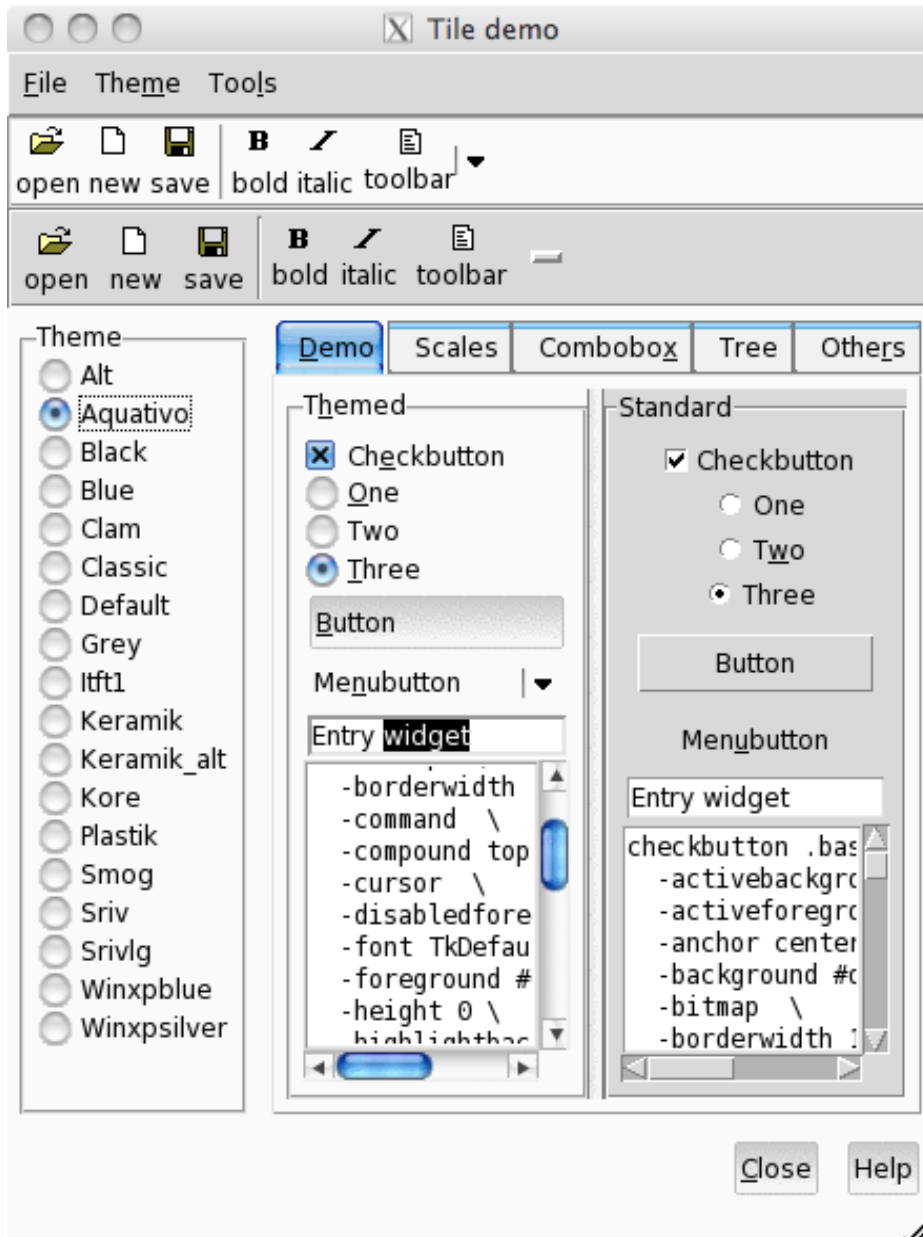 Tile demo
File Theme Tools
B I
open new save bold italic toolbar
B I
open new save bold italic toolbar
Theme
Alt
Aquativo
Black
Blue
Clam
Classic
Default
Grey
Itft1
Keramik
Keramik_alt
Kore
Plastik
Smog
Sriv
Srivlg
Winxpblue
Winxpsilver
Demo Scales Combobox Tree Others
Themed
Checkbutton
One
Two
Three
Button
Menubutton
Entry widget
-borderwidth
-command \
-compound top
-cursor \
-disabledfore
-font TkDefau
-foreground #
-height 0 \
-highlightbac
Standard
Checkbutton
One
Two
Three
Button
Menubutton
Entry widget
checkbutton .bas
-activebackgro
-activeforegro
-anchor center
-background #d
-bitmap \
-borderwidth 1
Close Help